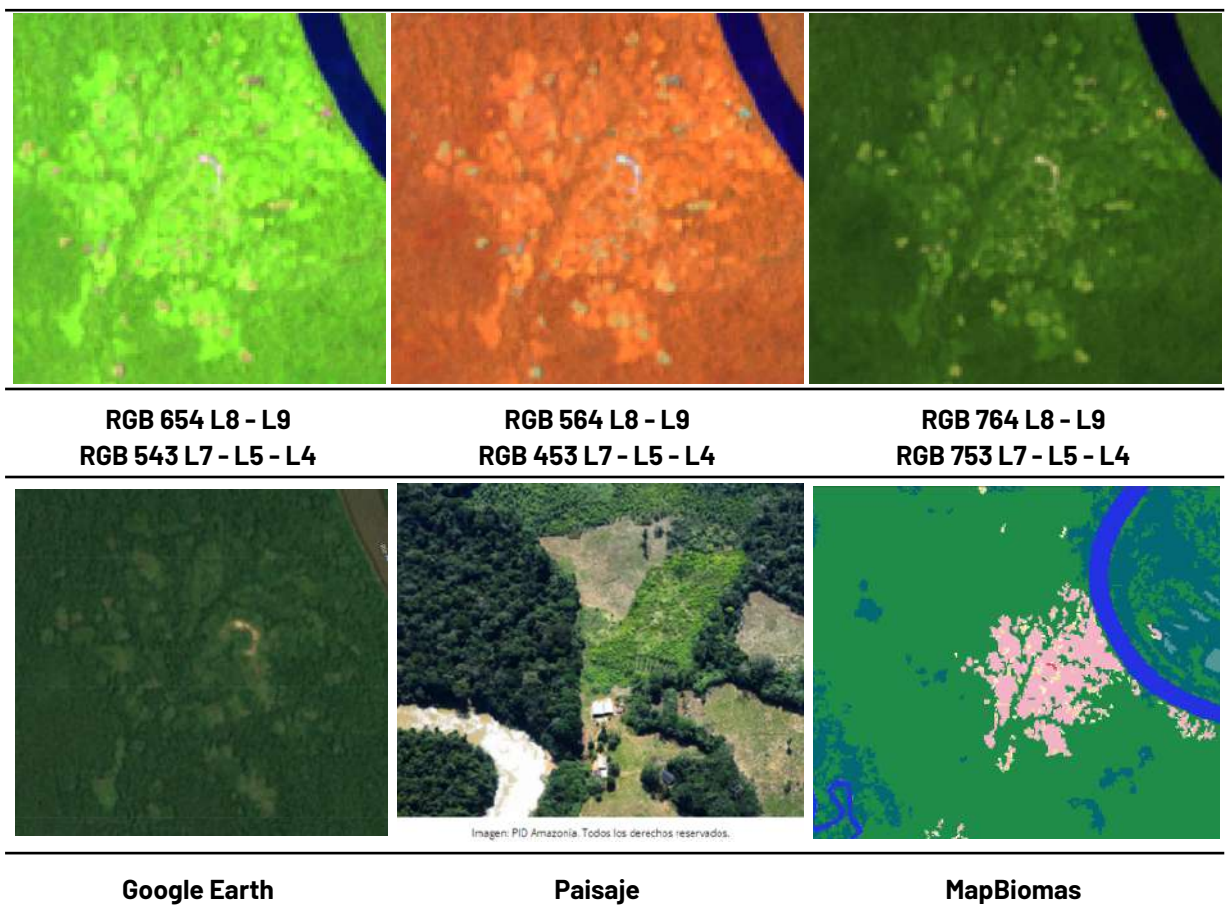 RGB 654 L8 - L9
RGB 543 L7 - L5 - L4
RGB 564 L8 - L9
RGB 453 L7 - L5 - L4
RGB 764 L8 - L9
RGB 753 L7 - L5 - L4
Imagen: PID Amazonía. Todos los derechos reservados.
Google Earth
Paisaje
MapBiomas